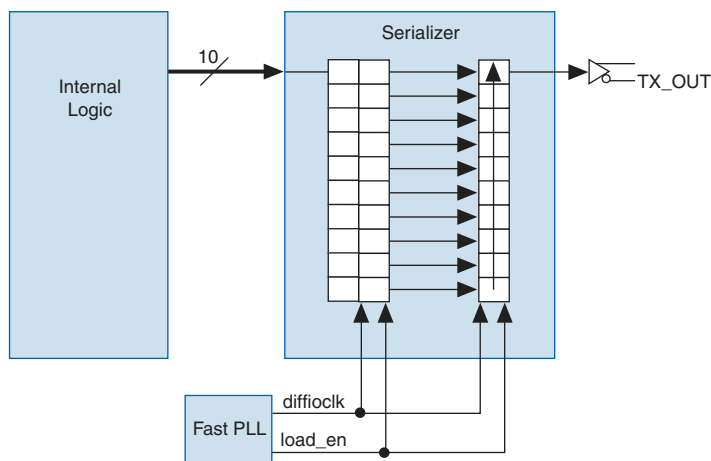 Serializer
10
Internal
Logic
TX_OUT
diffioclk
Fast PLL
load_en